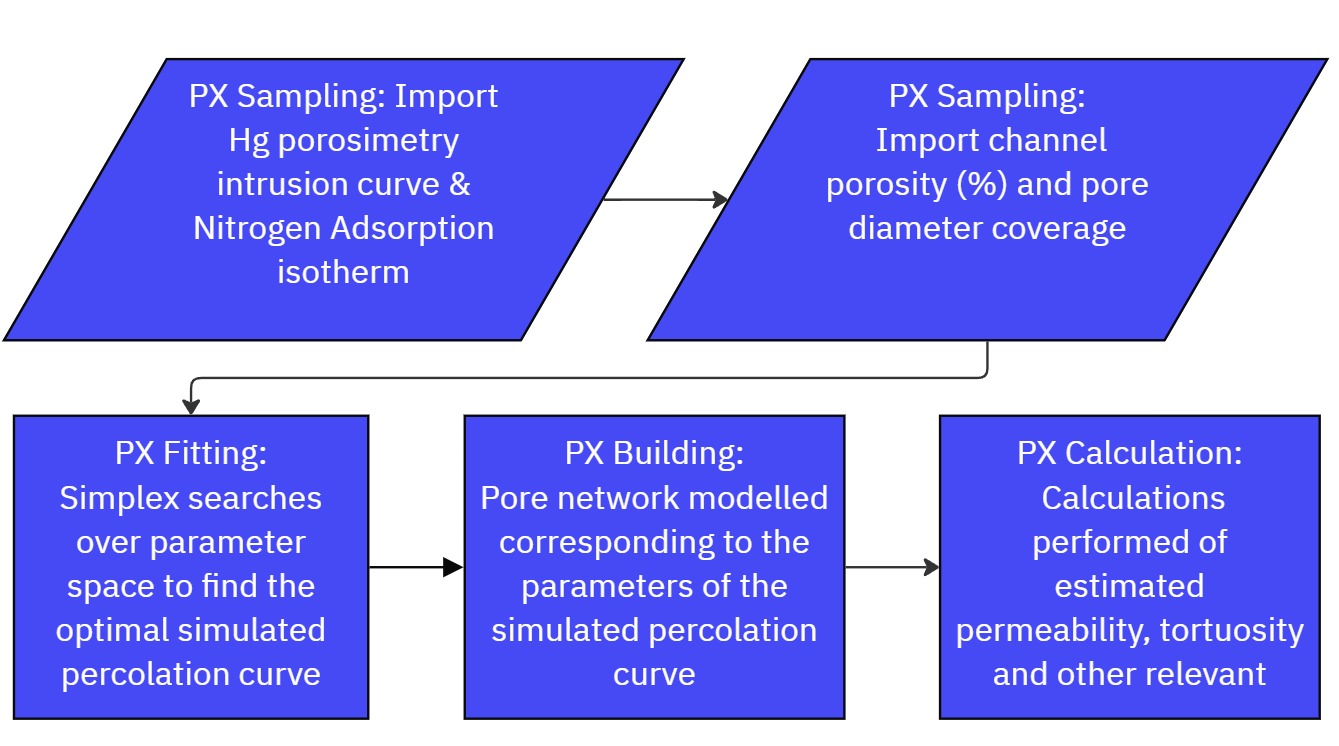 PX Sampling: Import
Hg porosimetry
intrusion curve &
Nitrogen Adsorption
isotherm
PX Sampling:
Import channel
porosity (%) and pore
diameter coverage
PX Fitting:
Simplex searches
over parameter
space to find the
optimal simulated
percolation curve
PX Building:
Pore network modelled
corresponding to the
parameters of the
simulated percolation
curve
PX Calculation:
Calculations
performed of
estimated
permeability, tortuosity
and other relevant